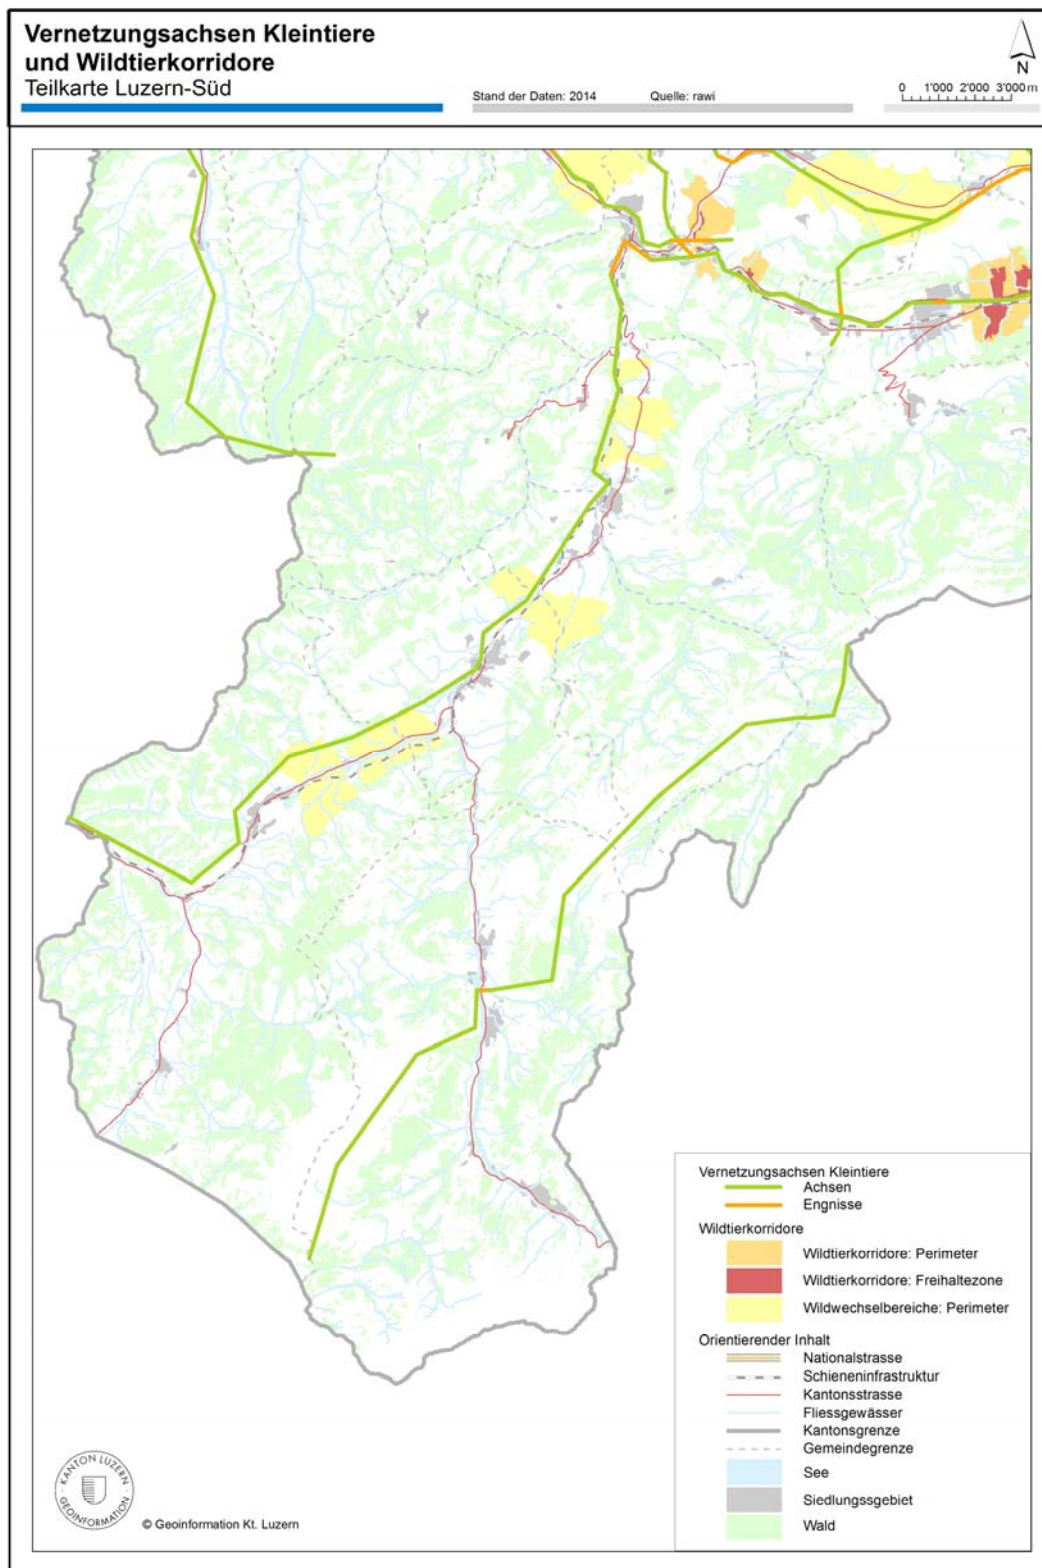 Vernetzungsachsen Kleintiere
und Wildtierkorridore
Teilkarte Luzern-Süd
Stand der Daten: 2014 Quelle: rawi
N
0 1'000 2'000 3'000 m
Vernetzungsachsen Kleintiere
Achsen
Engnisse
Wildtierkorridore
Wildtierkorridore: Perimeter
Wildtierkorridore: Freihaltezone
Wildwechselbereiche: Perimeter
Orientierender Inhalt
Nationalstrasse
Schieneninfrastruktur
Kantonsstrasse
Fliessgewässer
Kantonsgrenze
Gemeindegrenze
See
Siedlungssgebiet
Wald
KANTON LUZERN
GEOINFORMATION
© Geoinformation Kt. Luzern